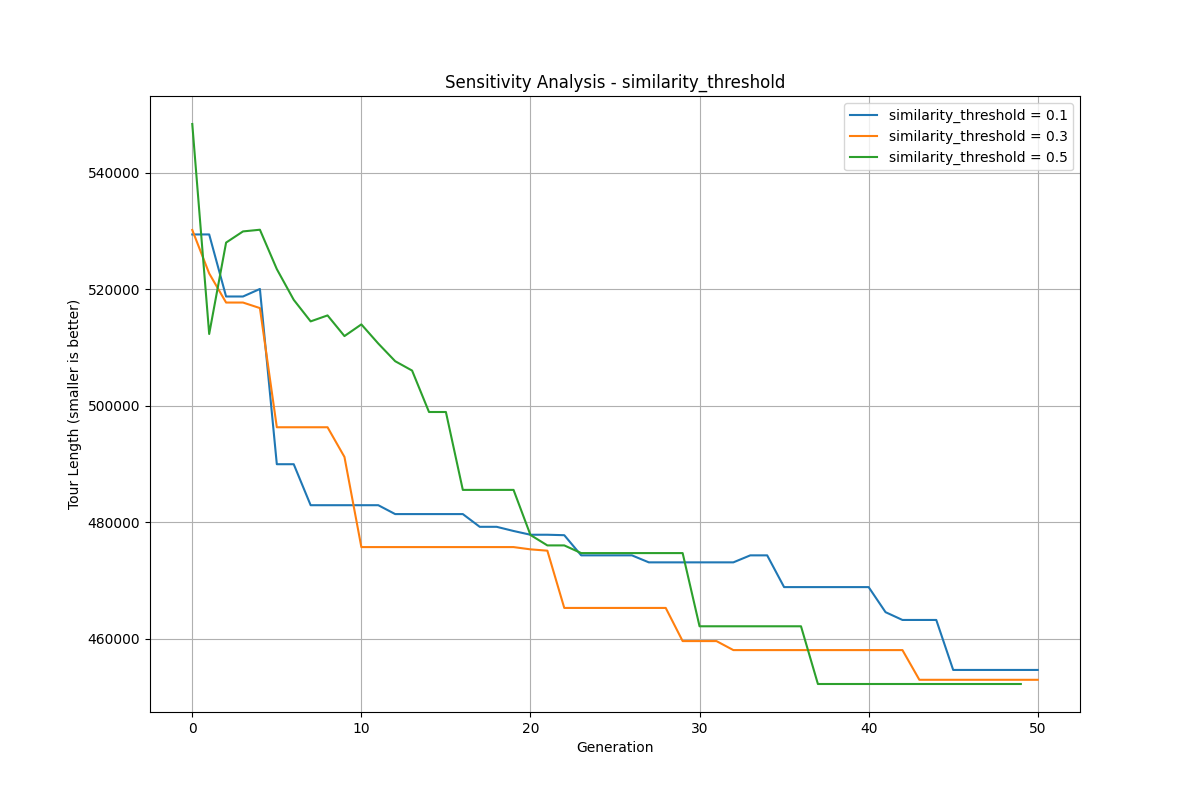 Sensitivity Analysis - similarity_threshold
similarity_threshold = 0.1
similarity_threshold = 0.3
similarity_threshold = 0.5
Tour Length (smaller is better)
540000
520000
500000
480000
460000
0 10 20 30 40 50
Generation